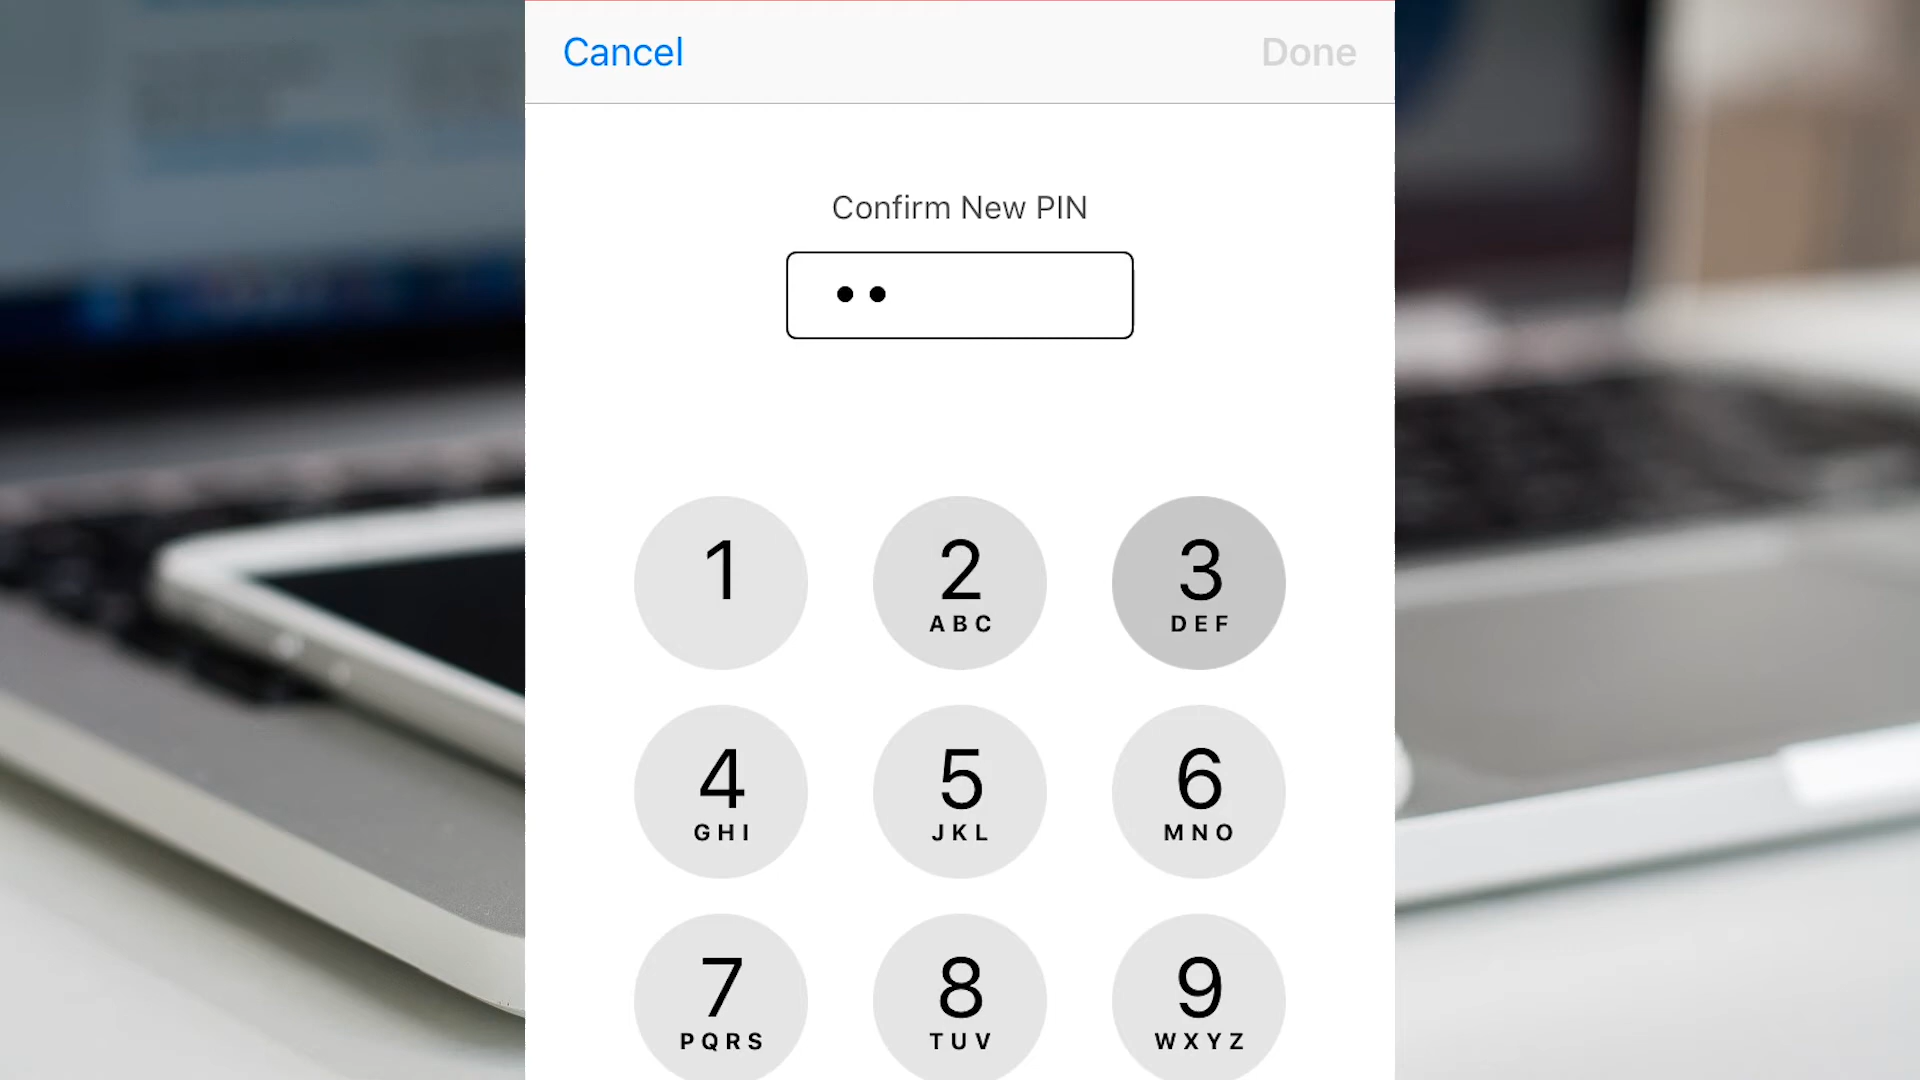 Cancel
Done
Confirm New PIN
1
2
3
ABC
DEF
4
5
6
GHI
JKL
MNO
7
8
9
PQRS
TUV
WXYZ